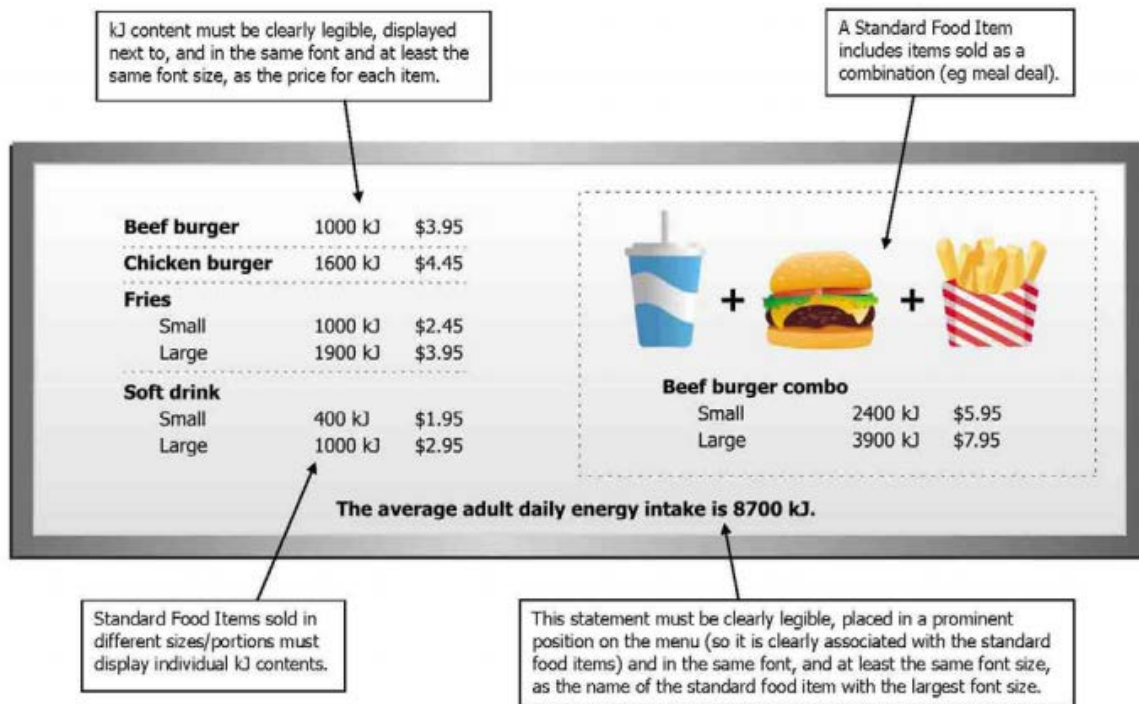 kJ content must be clearly legible, displayed
next to, and in the same font and at least the
same font size, as the price for each item.
A Standard Food Item
includes items sold as a
combination (eg meal deal).
Beef burger 1000 kJ $3.95
Chicken burger 1600 kJ $4.45
Fries
Small 1000 kJ $2.45
Large 1900 kJ $3.95
Soft drink
Small 400 kJ $1.95
Large 1000 kJ $2.95
+ +
Beef burger combo
Small 2400 kJ $5.95
Large 3900 kJ $7.95
The average adult daily energy intake is 8700 kJ.
Standard Food Items sold in
different sizes/portions must
display individual kJ contents.
This statement must be clearly legible, placed in a prominent
position on the menu (so it is clearly associated with the standard
food items) and in the same font, and at least the same font size,
as the name of the standard food item with the largest font size.